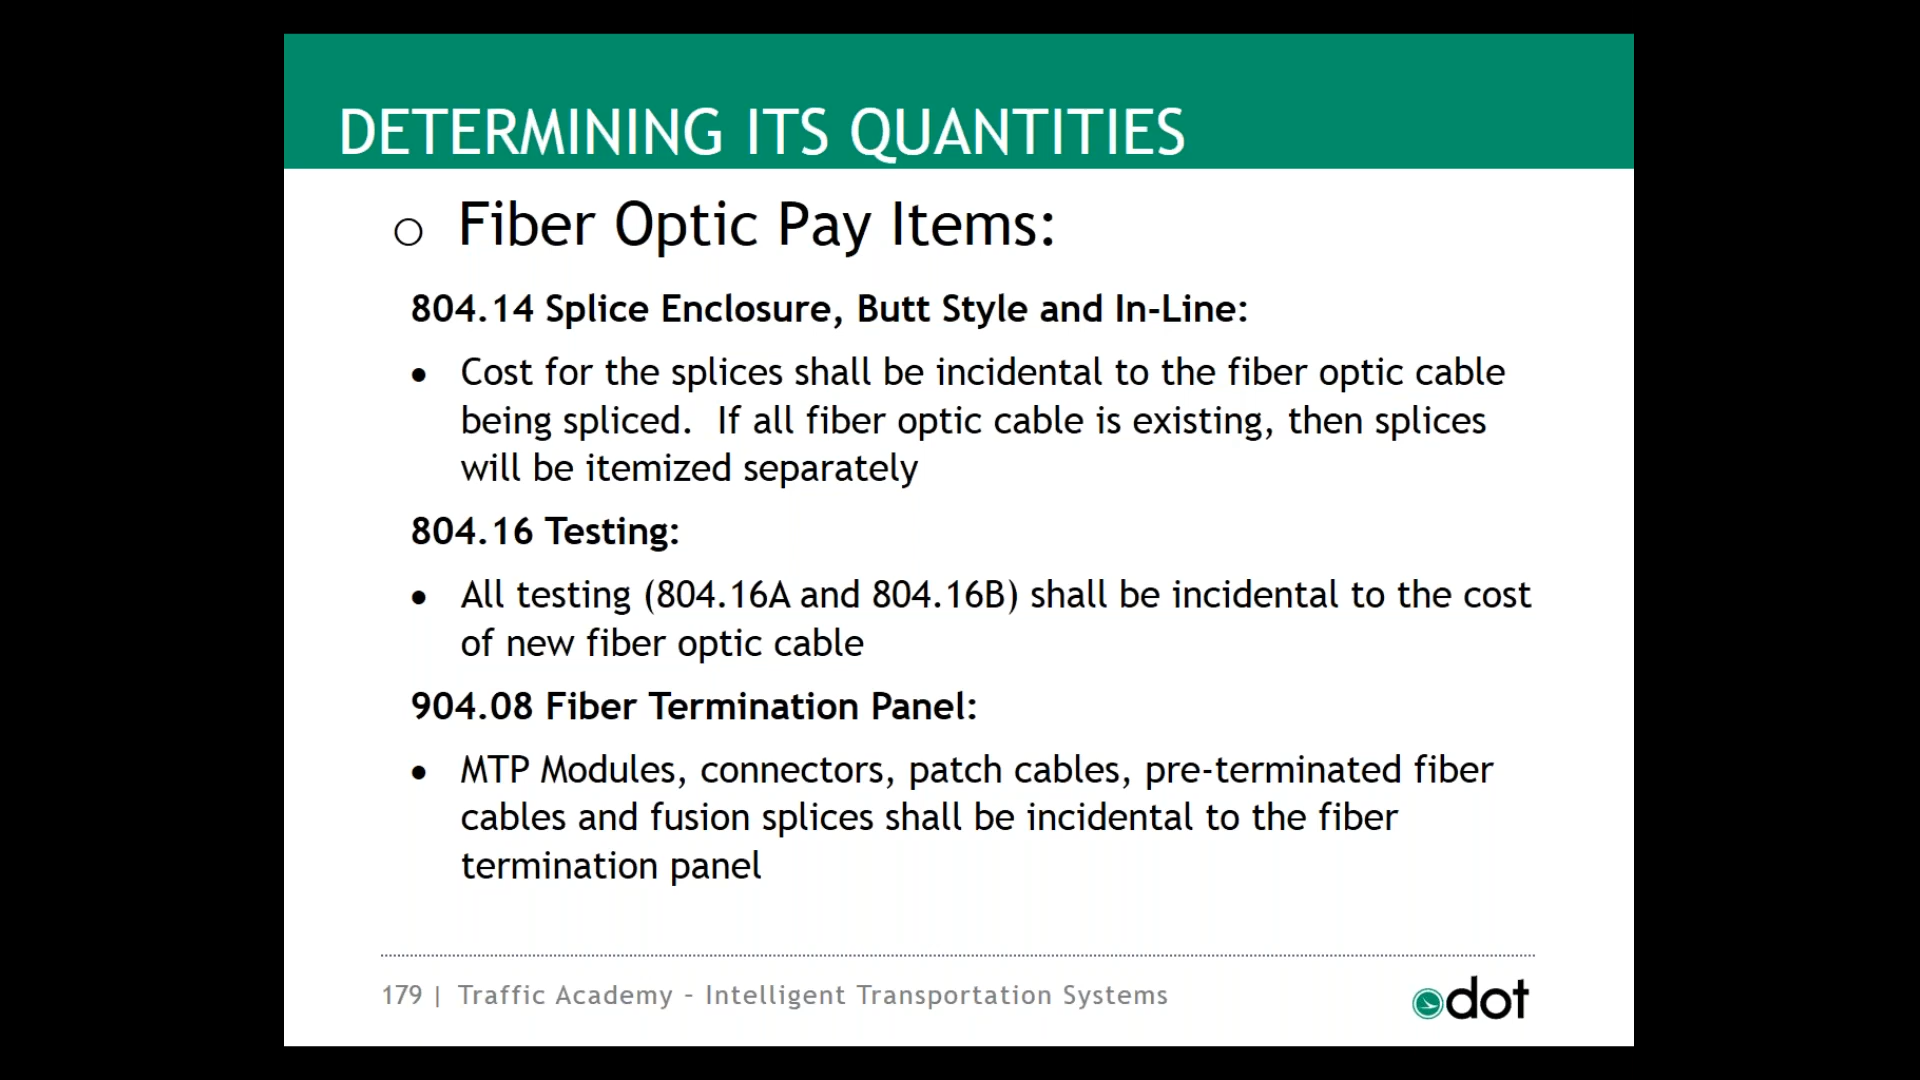 DETERMINING ITS QUANTITIES
o Fiber Optic Pay Items:
804.14 Splice Enclosure, Butt Style and In-Line:
• Cost for the splices shall be incidental to the fiber optic cable
being spliced.  If all fiber optic cable is existing, then splices
will be itemized separately
804.16 Testing:
• All testing (804.16A and 804.16B) shall be incidental to the cost
of new fiber optic cable
904.08 Fiber Termination Panel:
• MTP Modules, connectors, patch cables, pre-terminated fiber
cables and fusion splices shall be incidental to the fiber
termination panel
179 | Traffic Academy - Intelligent Transportation Systems
odot